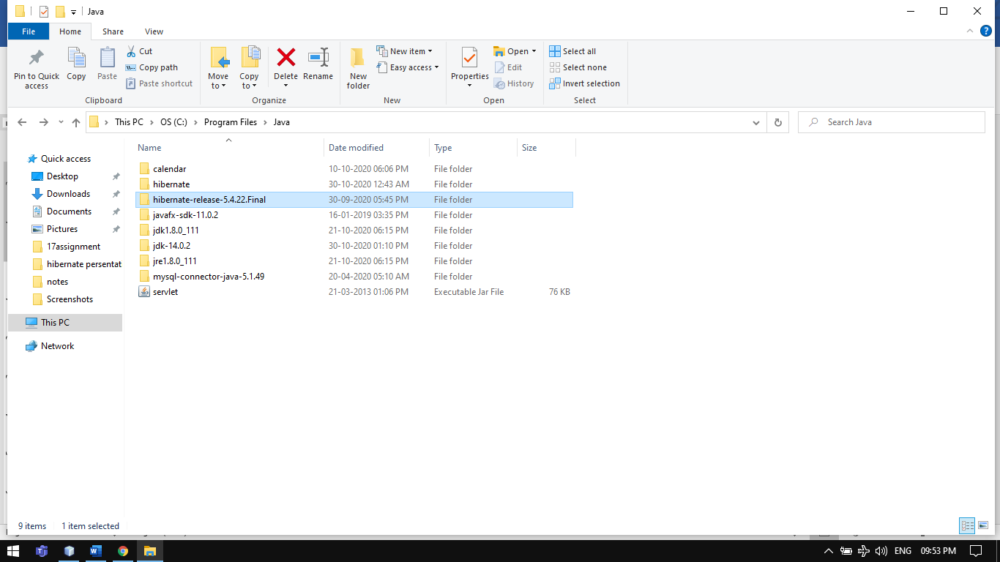 Java
File Home Share View
Pin to Quick access
Copy
Paste
Cut
Copy path
Paste shortcut
Clipboard
Move to
Copy to
Delete
Rename
Organize
New folder
New item
Easy access
New
Properties
Open
Edit
History
Open
Select all
Select none
Invert selection
Select
This PC > OS (C:) > Program Files > Java
Search Java
Name Date modified Type Size
calendar 10-10-2020 06:06 PM File folder
hibernate 30-10-2020 12:43 AM File folder
hibernate-release-5.4.22.Final 30-09-2020 05:45 PM File folder
javafx-sdk-11.0.2 16-01-2019 03:35 PM File folder
jdk1.8.0_111 21-10-2020 06:15 PM File folder
jdk-14.0.2 30-10-2020 01:10 PM File folder
jre1.8.0_111 21-10-2020 06:15 PM File folder
mysql-connector-java-5.1.49 20-04-2020 05:10 AM File folder
servlet 21-03-2013 01:06 PM Executable Jar File 76 KB
Quick access
Desktop
Downloads
Documents
Pictures
17assignment
hibernate persentat
notes
Screenshots
This PC
Network
9 items 1 item selected
ENG 09:53 PM